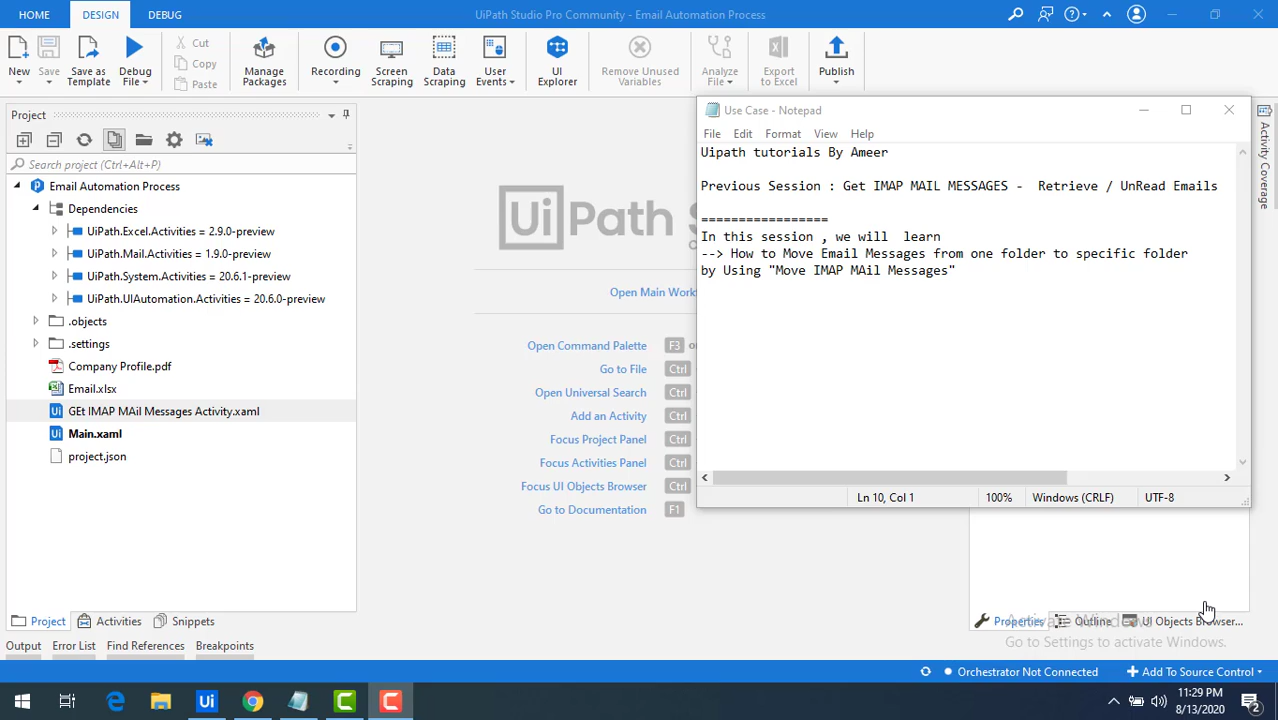 HOME
DESIGN
DEBUG
UiPath Studio Pro Community - Email Automation Process
New
Save
Save as Template
Debug File
Cut
Copy
Paste
Manage Packages
Recording
Screen Scraping
Data Scraping
User Events
UI Explorer
Remove Unused Variables
Analyze File
Export to Excel
Publish
Project
Search project (Ctrl+Alt+P)
Email Automation Process
Dependencies
UiPath.Excel.Activities = 2.9.0-preview
UiPath.Mail.Activities = 1.9.0-preview
UiPath.System.Activities = 20.6.1-preview
UiPath.UIAutomation.Activities = 20.6.0-preview
.objects
.settings
Company Profile.pdf
Email.xlsx
GEt IMAP MAil Messages Activity.xaml
Main.xaml
project.json
Ui Path
Open Main Work
Open Command Palette F3
Go to File Ctrl
Open Universal Search Ctrl
Add an Activity Ctrl
Focus Project Panel Ctrl
Focus Activities Panel Ctrl
Focus UI Objects Browser Ctrl
Go to Documentation F1
Use Case - Notepad
File Edit Format View Help
Uipath tutorials By Ameer
Previous Session : Get IMAP MAIL MESSAGES - Retrieve / UnRead Emails
=================
In this session , we will learn
--> How to Move Email Messages from one folder to specific folder
by Using "Move IMAP MAil Messages"
Ln 10, Col 1
100%
Windows (CRLF)
UTF-8
Activity Coverage
Project
Activities
Snippets
Properties
Outline
UI Objects Browser...
Activate Windows
Go to Settings to activate Windows.
Output
Error List
Find References
Breakpoints
Orchestrator Not Connected
Add To Source Control
11:29 PM
8/13/2020
2